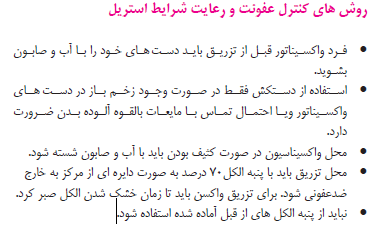 روش های کنترل عفونت و رعایت شرایط استریل
• فرد واکسیناتور قبل از تزریق باید دست‌های خود را با آب و صابون
بشوید.
• استفاده از دستکش فقط در صورت وجود زخم باز در دست های
واکسیناتور ویا احتمال تماس با مایعات بالقوه آلوده بدن ضرورت
دارد.
• محل واکسیناسیون در صورت کثیف بودن باید با آب و صابون شسته شود.
• محل تزریق باید با پنبه الکل ۷۰ درصد به صورت دایره ای از مرکز به خارج
ضدعفونی شود. برای تزریق واکسن باید تا زمان خشک شدن الکل صبر کرد.
• نباید از پنبه الکل های از قبل آماده شده استفاده شود.